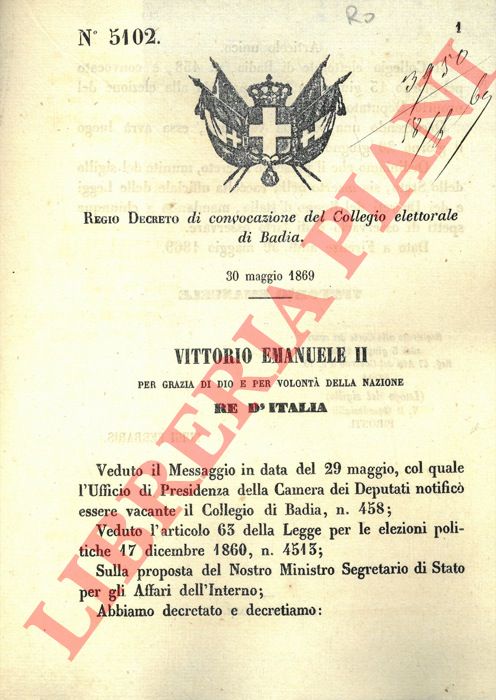 RO
1
N° 5102.
3950
18 69
REGIO DECRETO di convocazione del Collegio elettorale
di Badia.
30 maggio 1869
VITTORIO EMANUELE II
PER GRAZIA DI DIO E PER VOLONTÀ DELLA NAZIONE
RE D'ITALIA
Veduto il Messaggio in data del 29 maggio, col quale
l'Ufficio di Presidenza della Camera dei Deputati notificò
essere vacante il Collegio di Badia, n. 458;
Veduto l'articolo 63 della Legge per le elezioni poli-
tiche 17 dicembre 1860, n. 4513;
Sulla proposta del Nostro Ministro Segretario di Stato
per gli Affari dell'Interno;
Abbiamo decretato e decretiamo:
LIBRERIA PIANI